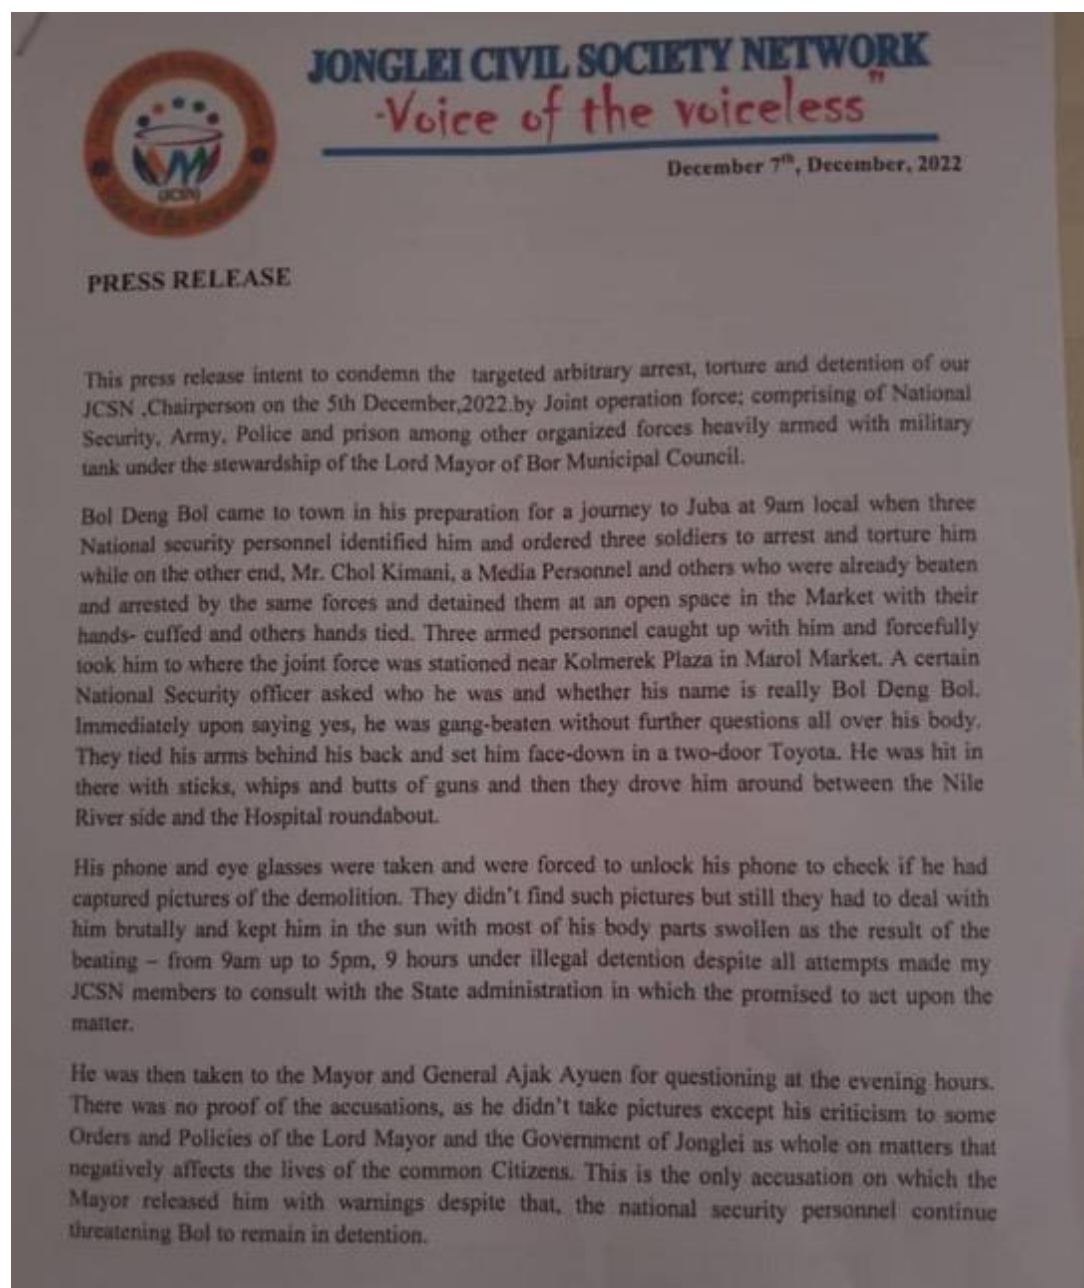 JONGLEI CIVIL SOCIETY NETWORK
-Voice of the voiceless"
December 7th, December, 2022
(JCSN)
PRESS RELEASE
This press release intent to condemn the targeted arbitrary arrest, torture and detention of our
JCSN ,Chairperson on the 5th December,2022.by Joint operation force; comprising of National
Security, Army, Police and prison among other organized forces heavily armed with military
tank under the stewardship of the Lord Mayor of Bor Municipal Council.
Bol Deng Bol came to town in his preparation for a journey to Juba at 9am local when three
National security personnel identified him and ordered three soldiers to arrest and torture him
while on the other end, Mr. Chol Kimani, a Media Personnel and others who were already beaten
and arrested by the same forces and detained them at an open space in the Market with their
hands- cuffed and others hands tied. Three armed personnel caught up with him and forcefully
took him to where the joint force was stationed near Kolmerek Plaza in Marol Market. A certain
National Security officer asked who he was and whether his name is really Bol Deng Bol.
Immediately upon saying yes, he was gang-beaten without further questions all over his body.
They tied his arms behind his back and set him face-down in a two-door Toyota. He was hit in
there with sticks, whips and butts of guns and then they drove him around between the Nile
River side and the Hospital roundabout.
His phone and eye glasses were taken and were forced to unlock his phone to check if he had
captured pictures of the demolition. They didn't find such pictures but still they had to deal with
him brutally and kept him in the sun with most of his body parts swollen as the result of the
beating – from 9am up to 5pm, 9 hours under illegal detention despite all attempts made my
JCSN members to consult with the State administration in which the promised to act upon the
matter.
He was then taken to the Mayor and General Ajak Ayuen for questioning at the evening hours.
There was no proof of the accusations, as he didn't take pictures except his criticism to some
Orders and Policies of the Lord Mayor and the Government of Jonglei as whole on matters that
negatively affects the lives of the common Citizens. This is the only accusation on which the
Mayor released him with warnings despite that, the national security personnel continue
threatening Bol to remain in detention.